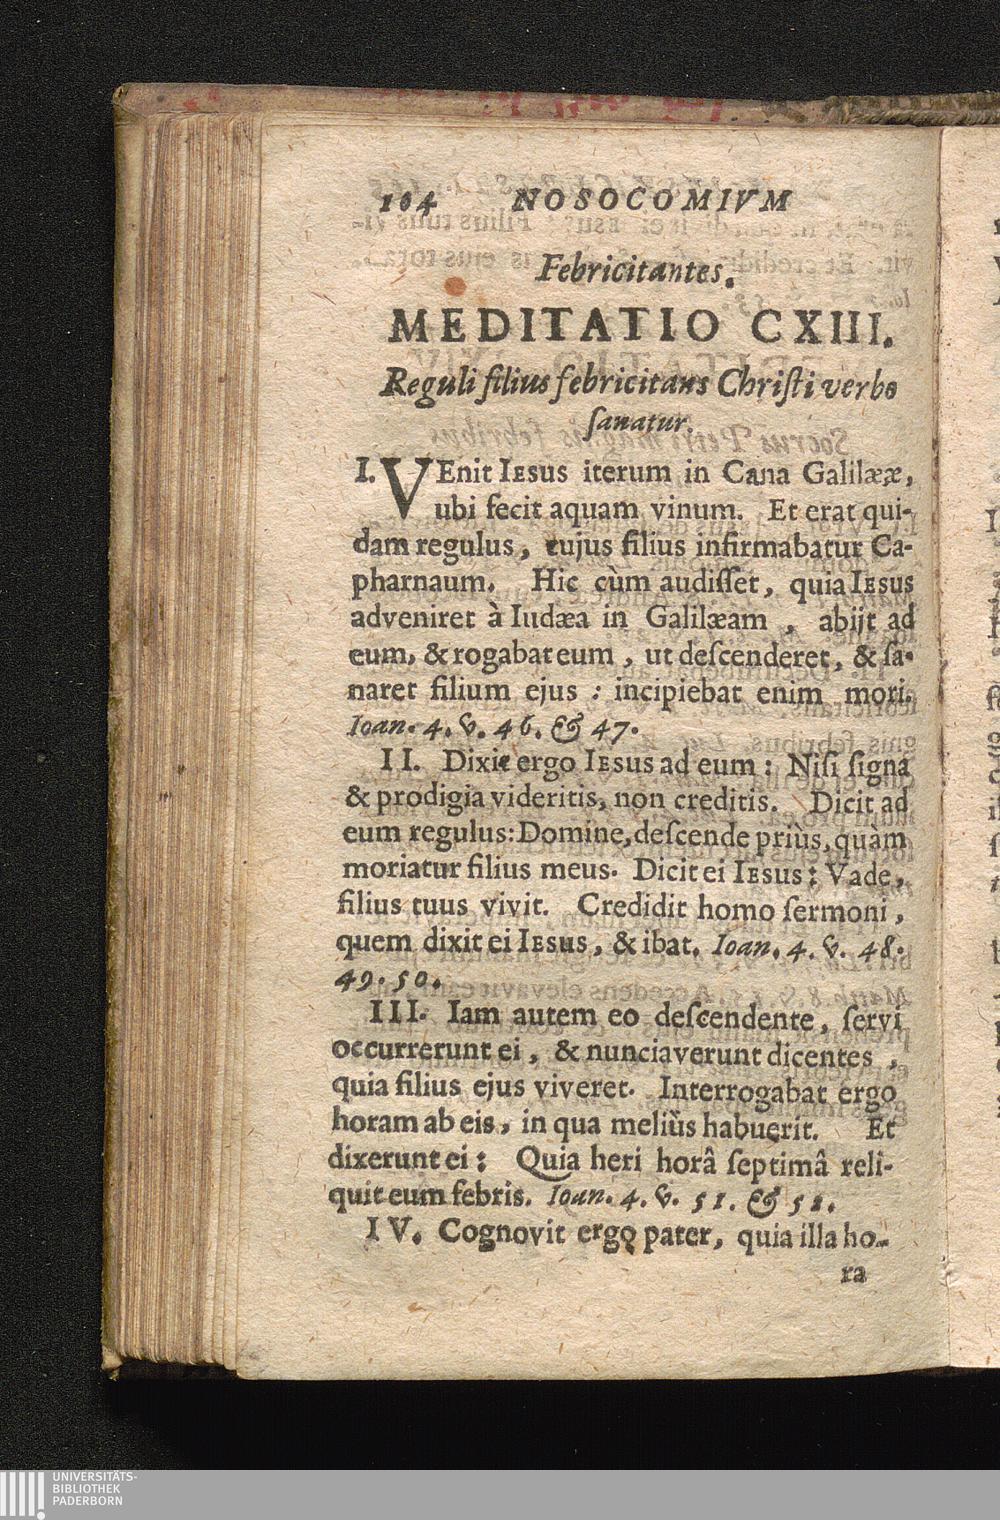 104 NOSOCOMIVM
Febricitantes.
MEDITATIO CXIII.
Reguli filius febricitans Chriſti verbo
ſanatur.
I. VEnit IEsus iterum in Cana Galilææ,
ubi fecit aquam vinum. Et erat qui-
dam regulus, cujus filius infirmabatur Ca-
pharnaum. Hic cùm audiſſet, quia IEsus
adveniret à Iudæa in Galilæam , abijt ad
eum, & rogabat eum , ut deſcenderet, & ſa-
naret filium ejus : incipiebat enim mori.
Ioan. 4. v. 46. & 47.
II. Dixit ergo IEsus ad eum : Niſi ſigna
& prodigia videritis, non creditis. Dicit ad
eum regulus: Domine, deſcende priùs, quàm
moriatur filius meus. Dicit ei IEsus: Vade,
filius tuus vivit. Credidit homo ſermoni ,
quem dixit ei IEsus, & ibat. Ioan. 4. v. 48.
49. 50.
III. Iam autem eo deſcendente, ſervi
occurrerunt ei , & nunciaverunt dicentes ,
quia filius ejus viveret. Interrogabat ergo
horam ab eis, in qua meliùs habuerit. Et
dixerunt ei : Quia heri horâ ſeptimâ reli-
quit eum febris. Ioan. 4. v. 51. & 52.
IV. Cognovit ergo pater, quia illa ho-
ra
UNIVERSITÄTS-
BIBLIOTHEK
PADERBORN